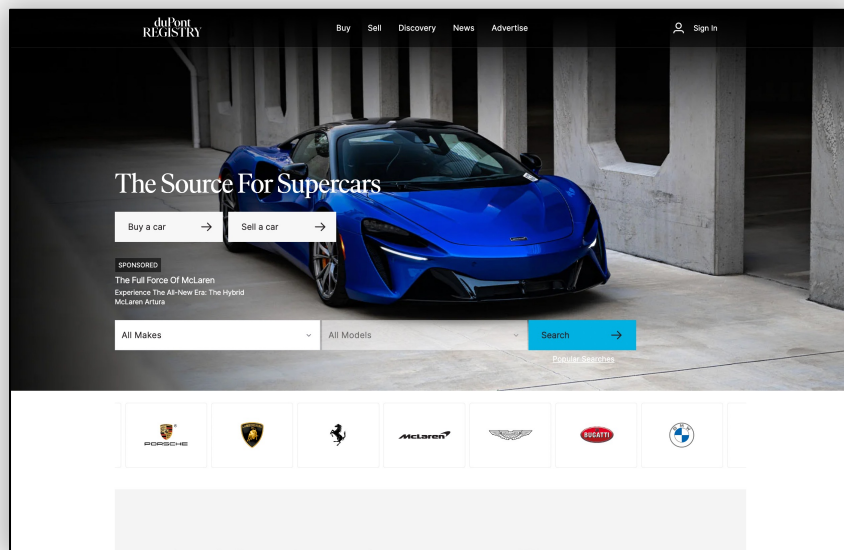 duPont
REGISTRY
Buy Sell Discovery News Advertise
Sign In
The Source For Supercars
Buy a car
Sell a car
SPONSORED
The Full Force Of McLaren
Experience The All-New Era: The Hybrid
McLaren Artura
All Makes
All Models
Search
Popular Searches
PORSCHE
McLaren
BUGATTI
BMW